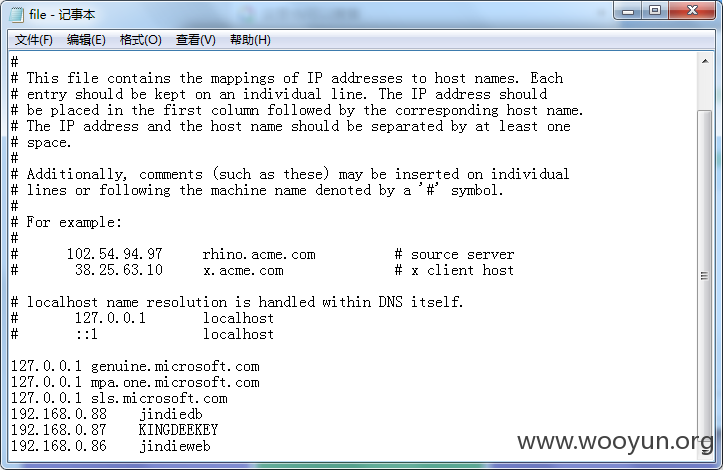 file - 记事本
文件(F) 编辑(E) 格式(O) 查看(V) 帮助(H)
#
# This file contains the mappings of IP addresses to host names. Each
# entry should be kept on an individual line. The IP address should
# be placed in the first column followed by the corresponding host name.
# The IP address and the host name should be separated by at least one
# space.
#
# Additionally, comments (such as these) may be inserted on individual
# lines or following the machine name denoted by a '#' symbol.
#
# For example:
#
#      102.54.94.97     rhino.acme.com          # source server
#       38.25.63.10     x.acme.com              # x client host

# localhost name resolution is handled within DNS itself.
#       127.0.0.1       localhost
#       ::1             localhost

127.0.0.1 genuine.microsoft.com
127.0.0.1 mpa.one.microsoft.com
127.0.0.1 sls.microsoft.com
192.168.0.88    jindiedb
192.168.0.87    KINGDEEKEY
192.168.0.86    jindieweb
www.wooyun.org